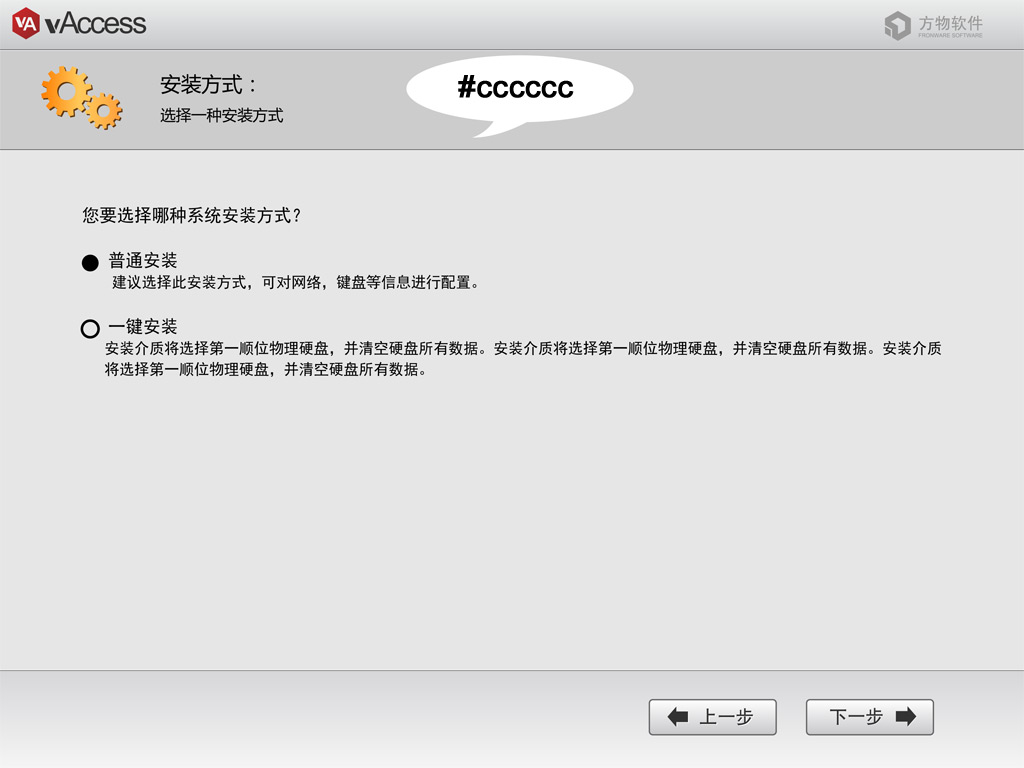 VA vAccess
方物软件
FRONWARE SOFTWARE
安装方式：
#cccccc
选择一种安装方式
您要选择哪种系统安装方式？
普通安装
建议选择此安装方式，可对网络，键盘等信息进行配置。
一键安装
安装介质将选择第一顺位物理硬盘，并清空硬盘所有数据。安装介质将选择第一顺位物理硬盘，并清空硬盘所有数据。安装介质
将选择第一顺位物理硬盘，并清空硬盘所有数据。
上一步
下一步